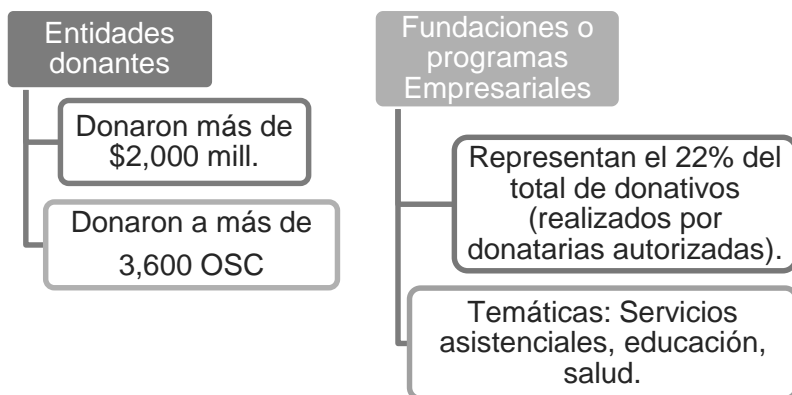 Entidades
donantes
Donaron más de
$2,000 mill.
Donaron a más de
3,600 OSC
Fundaciones o
programas
Empresariales
Representan el 22% del
total de donativos
(realizados por
donatarias autorizadas).
Temáticas: Servicios
asistenciales, educación,
salud.